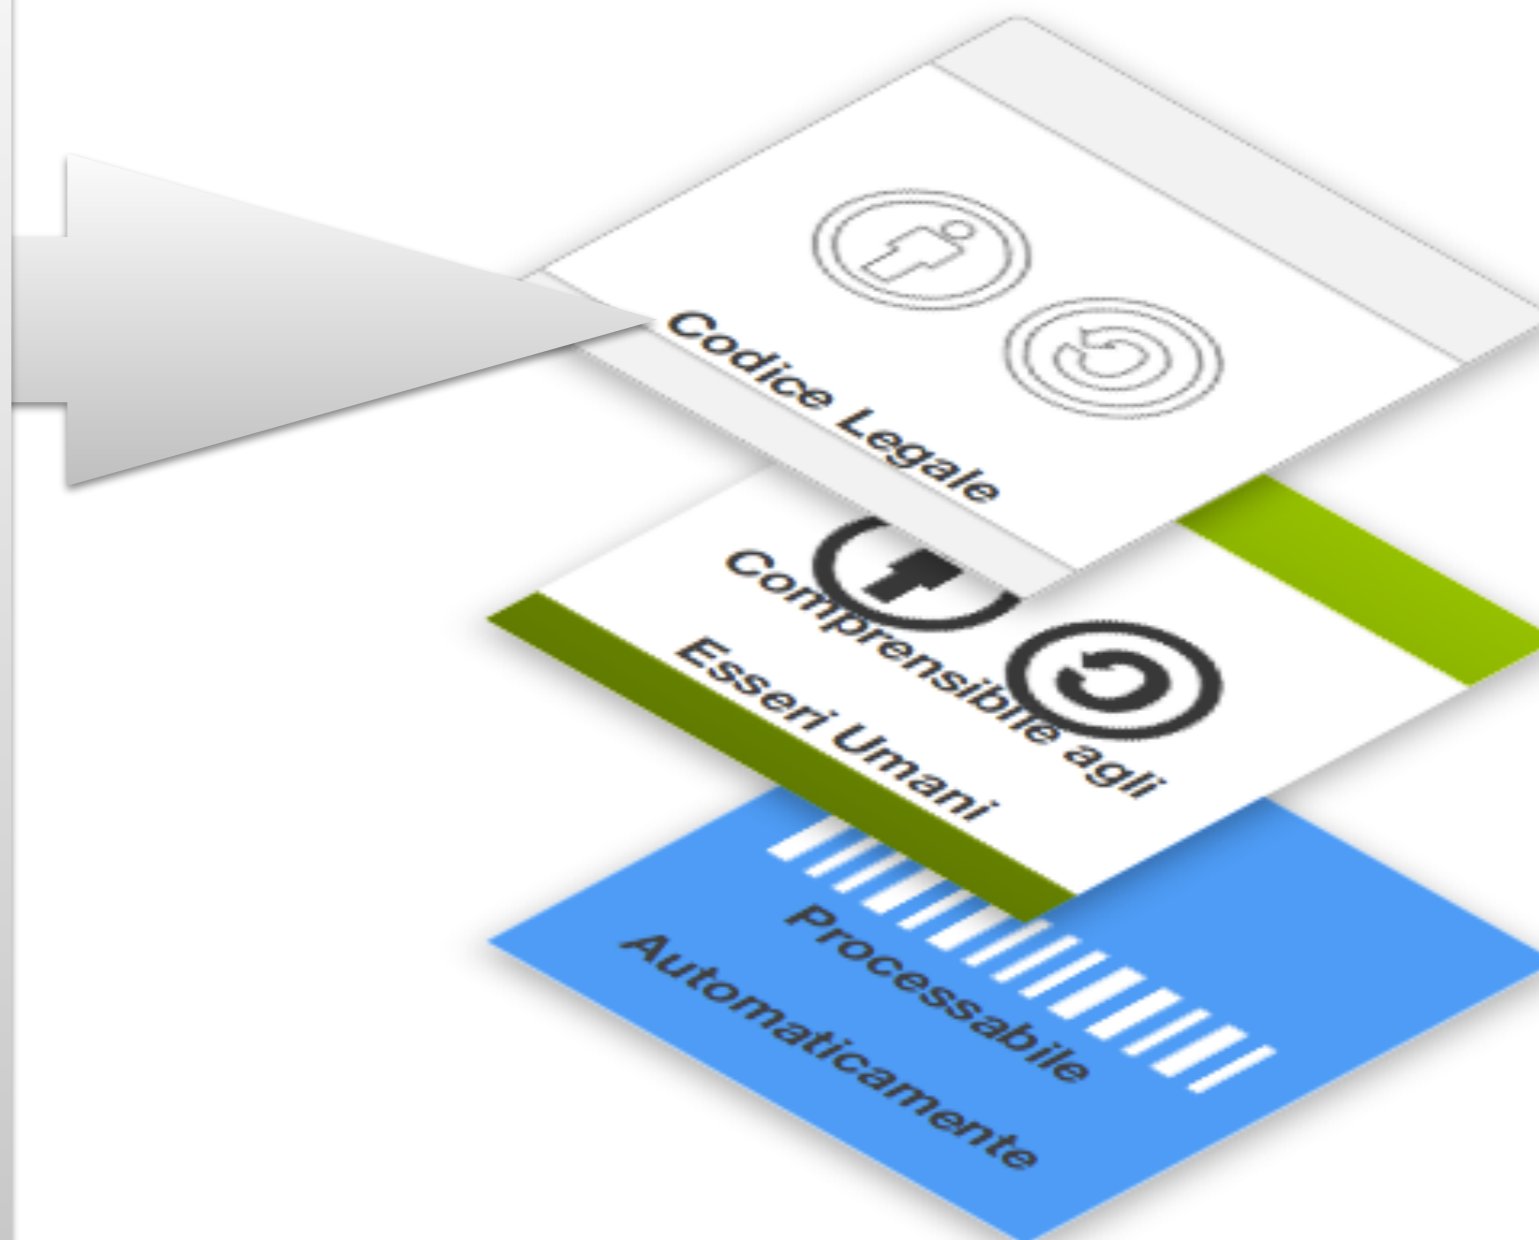 Codice Legale
Comprensibile agli
Esseri Umani
Processabile
Automaticamente